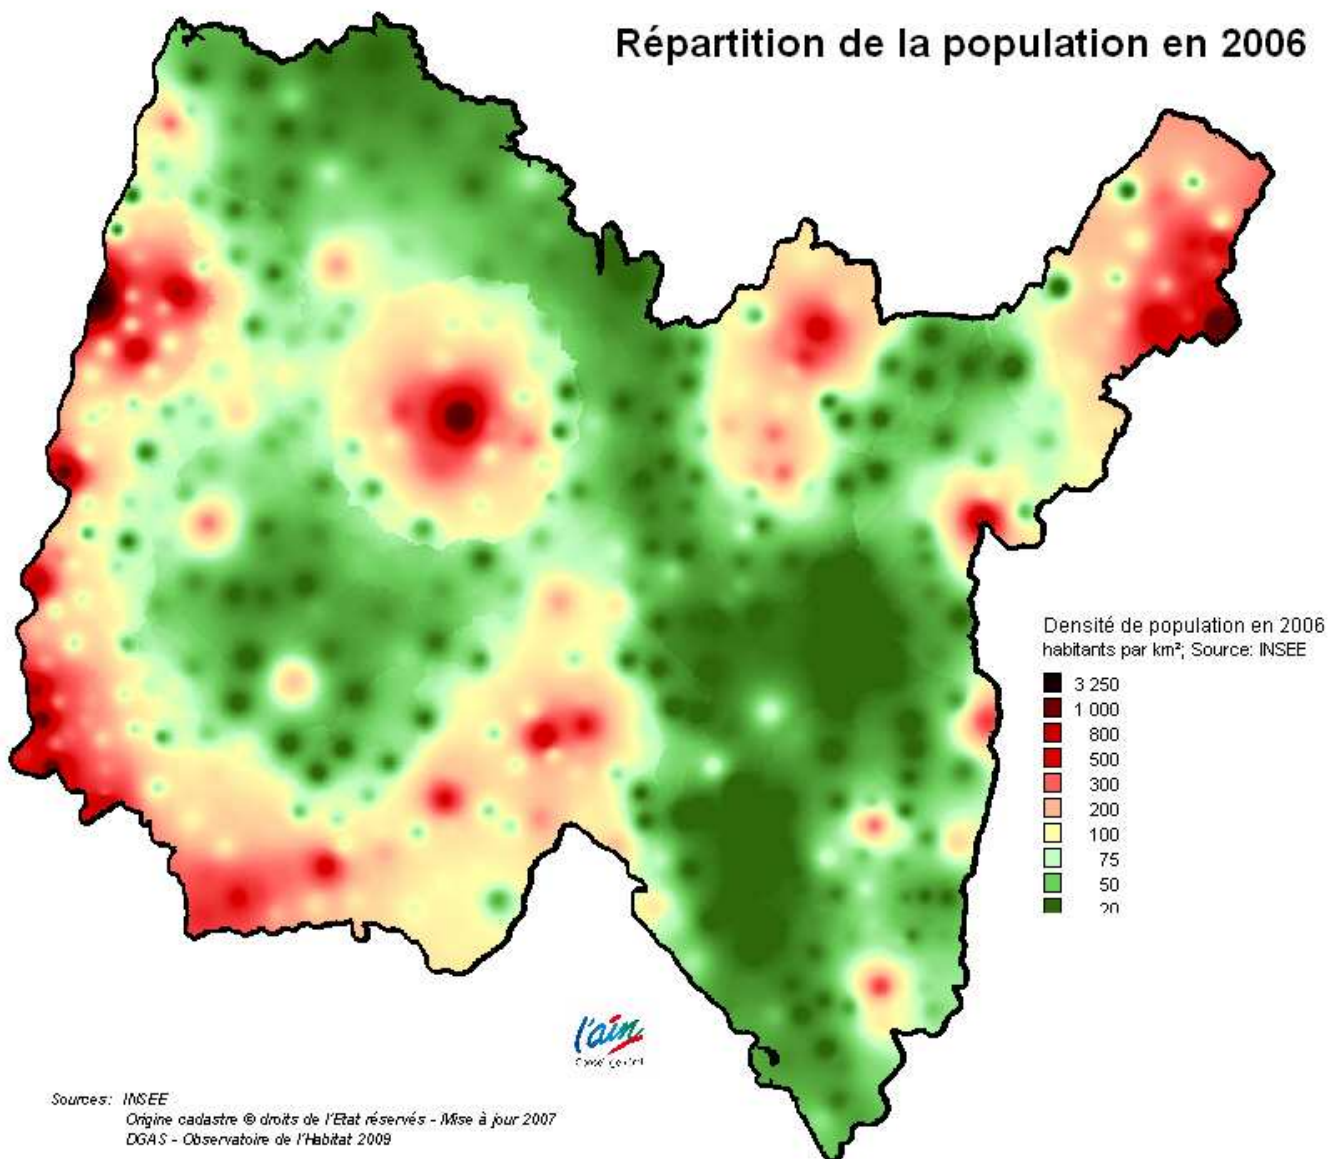 Répartition de la population en 2006
Densité de population en 2006
habitants par km²; Source: INSEE
3 250
1 000
800
500
300
200
100
75
50
20
l'ain
Conseil général
Sources: INSEE
Origine cadastre © droits de l'Etat réservés - Mise à jour 2007
DGAS - Observatoire de l'Habitat 2009